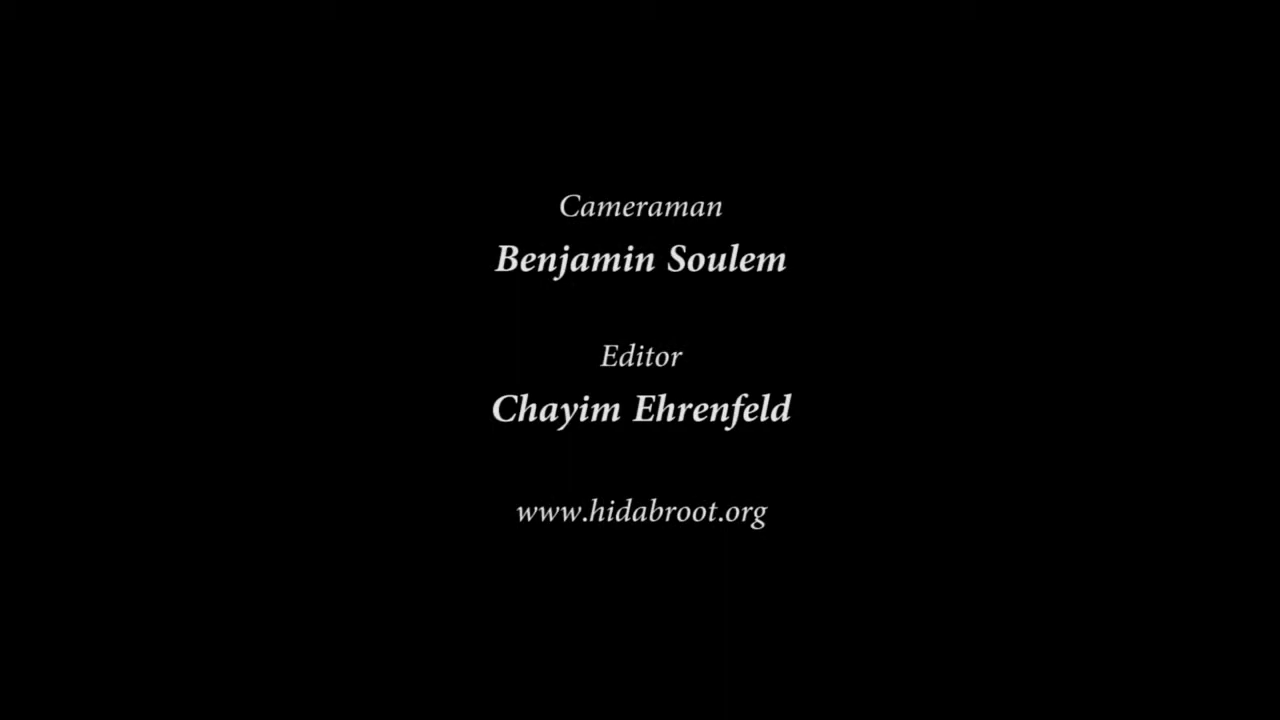 Cameraman
Benjamin Soulem
Editor
Chayim Ehrenfeld
www.hidabroot.org